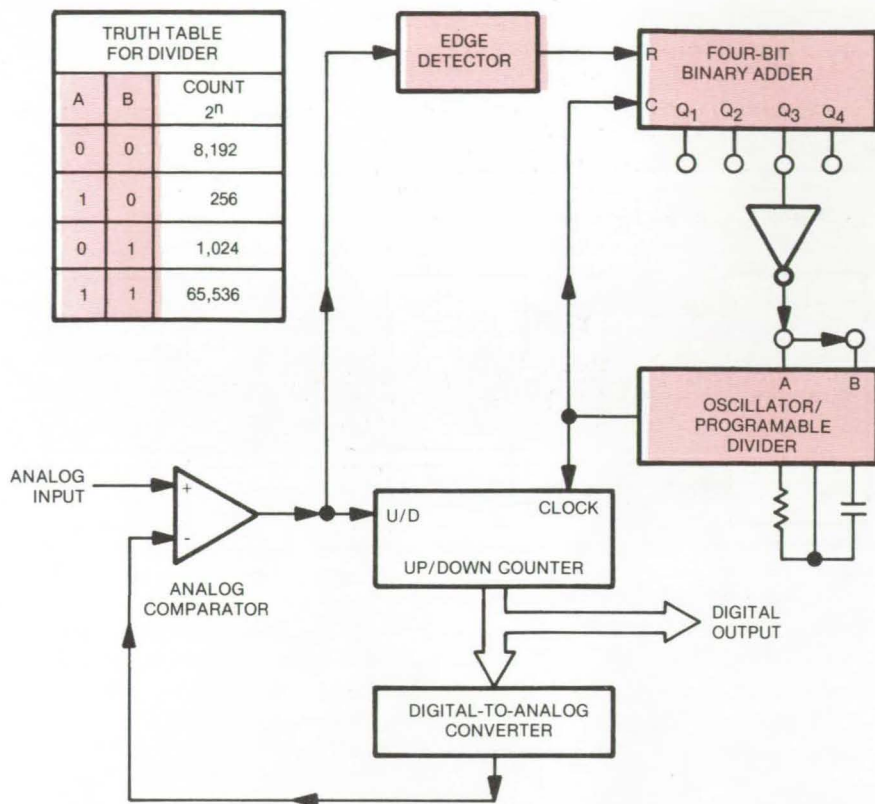 TRUTH TABLE
FOR DIVIDER
A B COUNT
2ⁿ
0 0 8,192
1 0 256
0 1 1,024
1 1 65,536
EDGE
DETECTOR
R FOUR-BIT
BINARY ADDER
C Q₁ Q₂ Q₃ Q₄
A B
OSCILLATOR/
PROGRAMABLE
DIVIDER
ANALOG
INPUT
+
-
ANALOG
COMPARATOR
U/D CLOCK
UP/DOWN COUNTER
DIGITAL
OUTPUT
DIGITAL-TO-ANALOG
CONVERTER